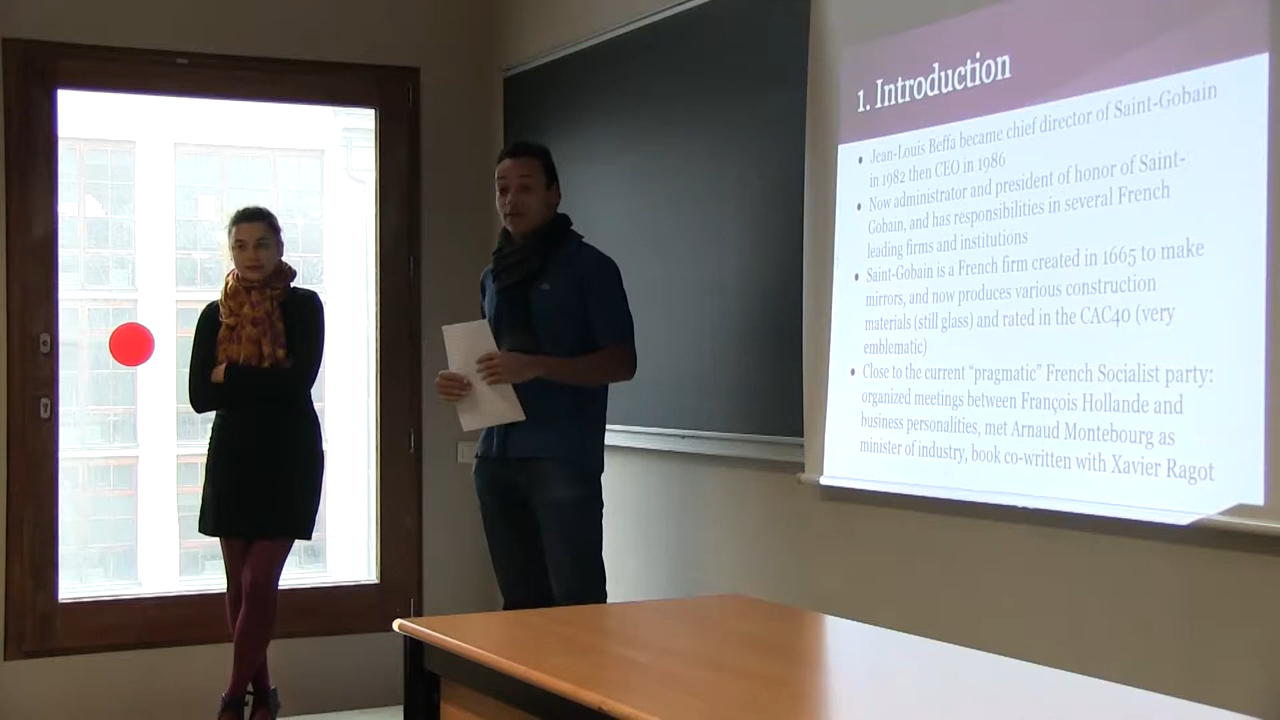 1. Introduction
• Jean-Louis Beffa became chief director of Saint-Gobain
in 1982 then CEO in 1986
• Now administrator and president of honor of Saint-
Gobain, and has responsibilities in several French
leading firms and institutions
• Saint-Gobain is a French firm created in 1665 to make
mirrors, and now produces various construction
materials (still glass) and rated in the CAC40 (very
emblematic)
• Close to the current “pragmatic” French Socialist party:
organized meetings between François Hollande and
business personalities, met Arnaud Montebourg as
minister of industry, book co-written with Xavier Ragot